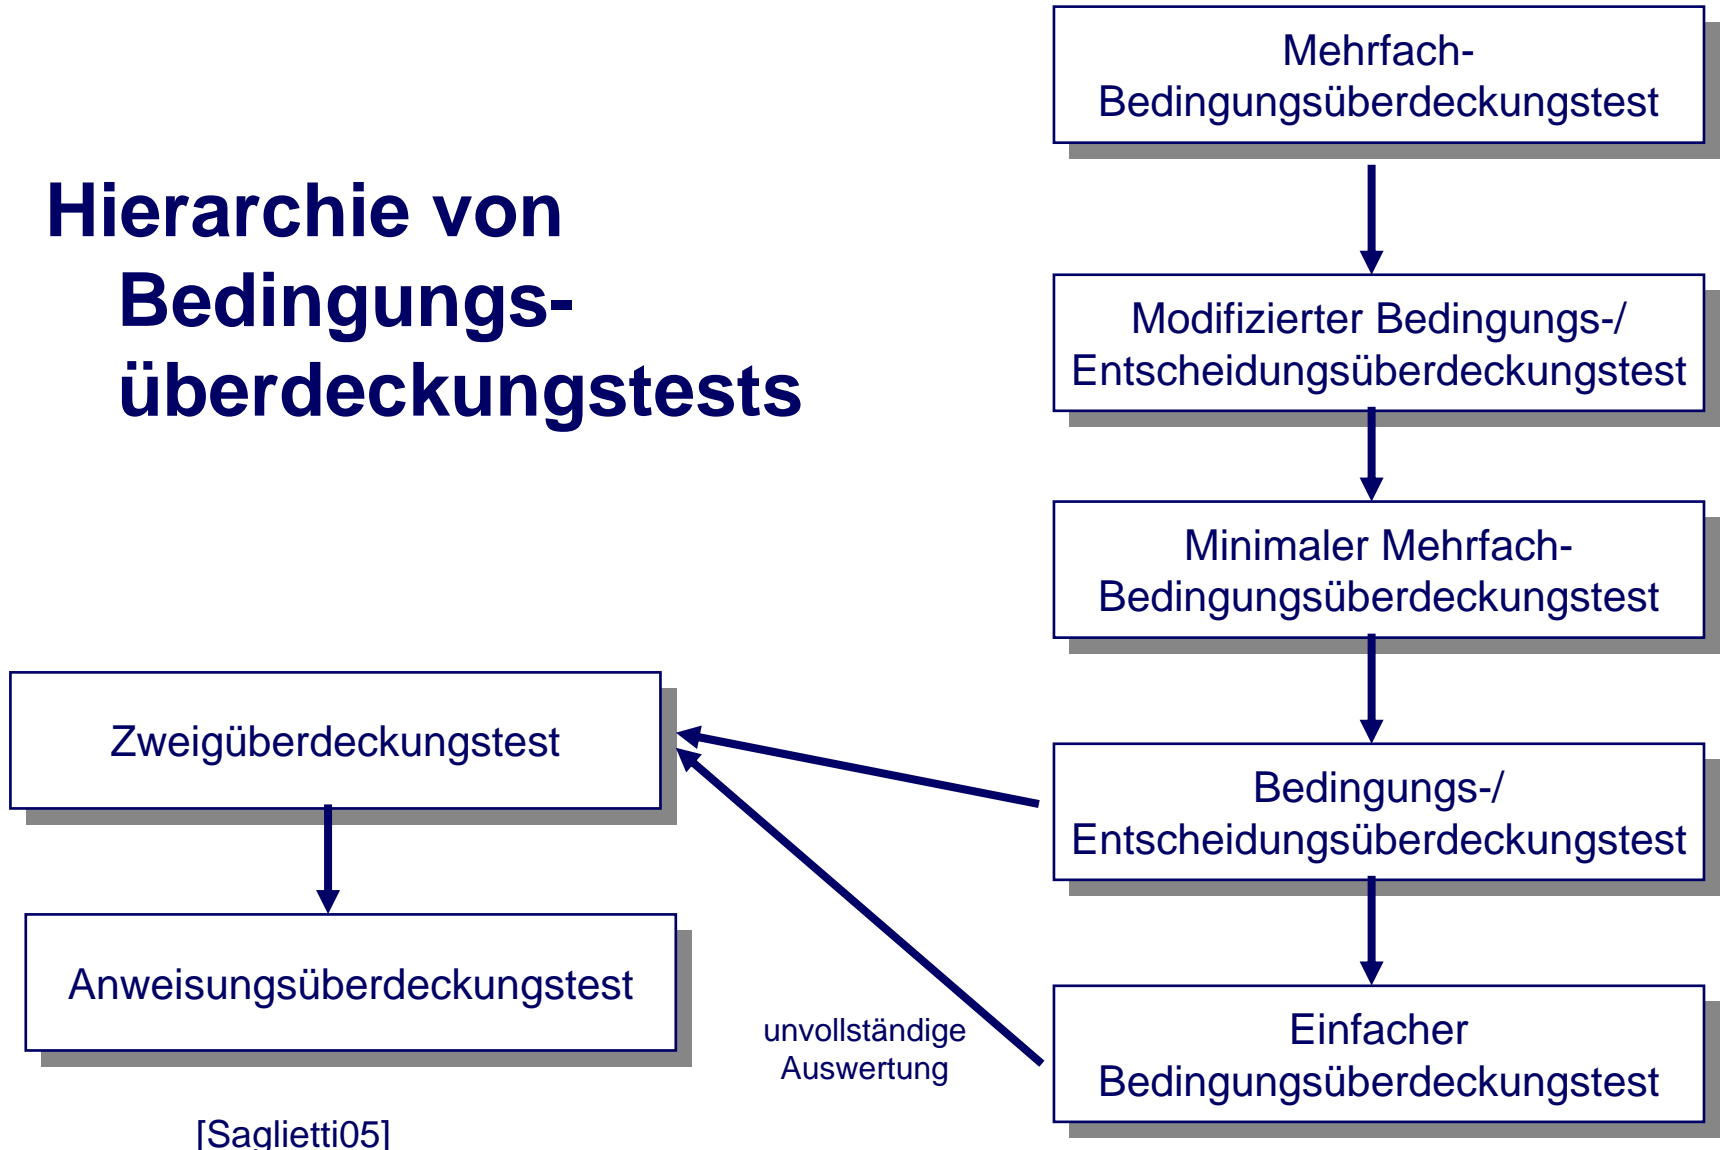 Hierarchie von
Bedingungs-
überdeckungstests
Mehrfach-
Bedingungsüberdeckungstest
Modifizierter Bedingungs-/
Entscheidungsüberdeckungstest
Minimaler Mehrfach-
Bedingungsüberdeckungstest
Zweigüberdeckungstest
Bedingungs-/
Entscheidungsüberdeckungstest
Anweisungsüberdeckungstest
unvollständige
Auswertung
Einfacher
Bedingungsüberdeckungstest
[Saglietti05]